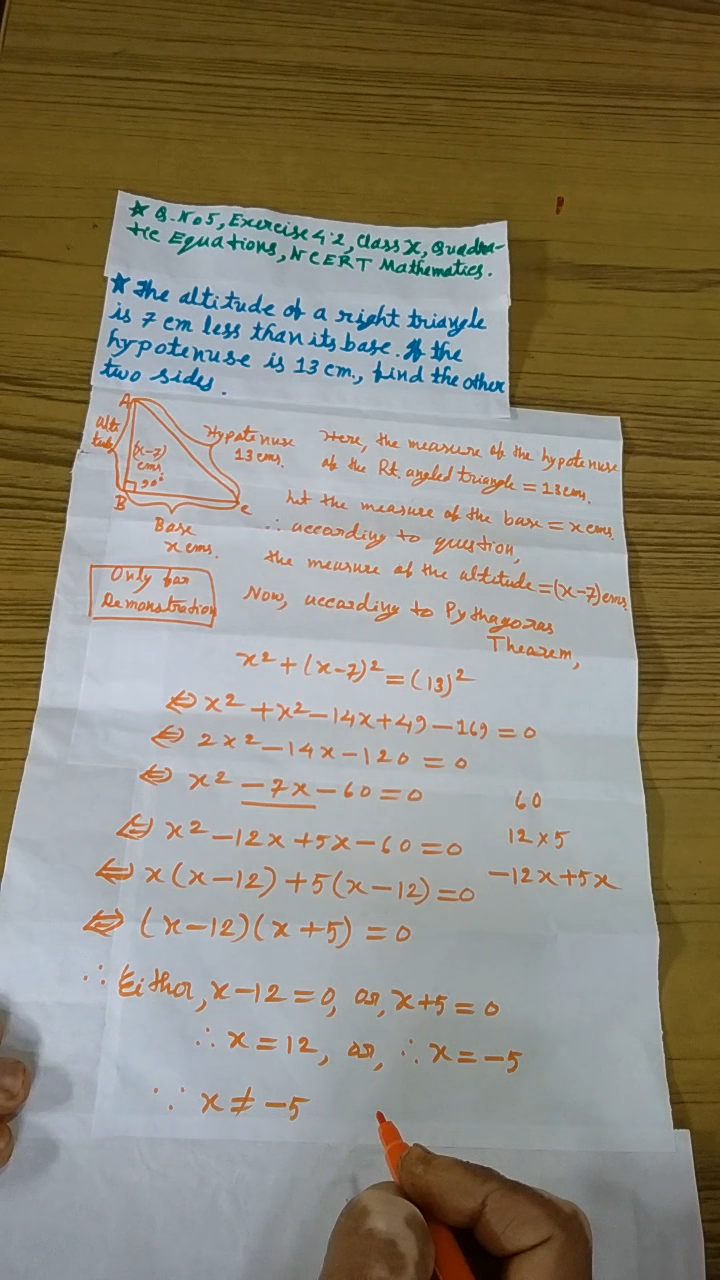 * Q. No 5, Exercise 4.2, Class X, Quadra-
tic Equations, NCERT Mathematics.
* The altitude of a right triangle
is 7 cm less than its base. If the
hypotenuse is 13 cm., find the other
two sides.
A
Alti
tude
(x-7)
cms
90°
B
C
Hypotenuse
13 cms.
Base
x cms.
Only for
Demonstration
Here, the measure of the hypotenuse
of the Rt. angled triangle = 13 cms.
Let the measure of the base = x cms.
∴ according to question,
the measure of the altitude = (x-7) cms
Now, according to Pythagoras
Theorem,
x² + (x-7)² = (13)²
⇔ x² + x² - 14x + 49 - 169 = 0
⇔ 2x² - 14x - 120 = 0
⇔ x² - 7x - 60 = 0
60
⇔ x² - 12x + 5x - 60 = 0
12 × 5
⇔ x(x-12) + 5(x-12) = 0
-12x + 5x
⇔ (x-12)(x+5) = 0
∴ Either, x-12 = 0, or, x+5 = 0
∴ x = 12, or, ∴ x = -5
∵ x ≠ -5